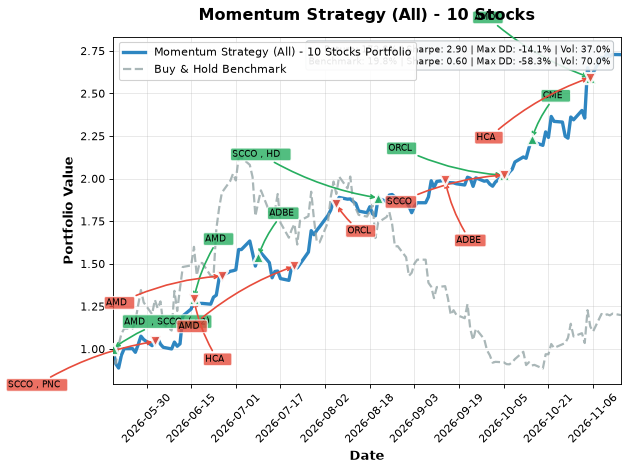 Momentum Strategy (All) - 10 Stocks
Momentum Strategy (All) - 10 Stocks Portfolio
Buy & Hold Benchmark
Sharpe: 2.90 | Max DD: -14.1% | Vol: 37.0%
Benchmark: 19.8% | Sharpe: 0.60 | Max DD: -58.3% | Vol: 70.0%
CME
HCA
SCCO , HD
ORCL
SCCO
ADBE
ORCL
ADBE
AMD
AMD
AMD , SCCO
AMD
HCA
SCCO , PNC
Portfolio Value
2.75
2.50
2.25
2.00
1.75
1.50
1.25
1.00
2026-05-30
2026-06-15
2026-07-01
2026-07-17
2026-08-02
2026-08-18
2026-09-03
2026-09-19
2026-10-05
2026-10-21
2026-11-06
Date